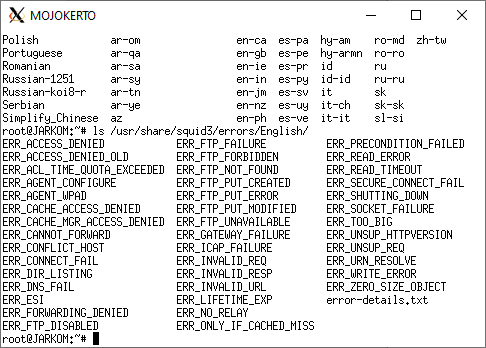 MOJOKERTO
Polish ar-om en-ca es-pa hy-am ro-md zh-tw
Portuguese ar-qa en-gb es-pe hy-armn ro-ro
Romanian ar-sa en-ie es-pr id ru
Russian-1251 ar-sy en-in es-py id-id ru-ru
Russian-koi8-r ar-tn en-jm es-sv it sk
Serbian ar-ye en-nz es-uy it-ch sk-sk
Simplify_Chinese az en-ph es-ve it-it sl-si
root@JARKOM:~# ls /usr/share/squid3/errors/English/
ERR_ACCESS_DENIED ERR_FTP_FAILURE ERR_PRECONDITION_FAILED
ERR_ACCESS_DENIED_OLD ERR_FTP_FORBIDDEN ERR_READ_ERROR
ERR_ACL_TIME_QUOTA_EXCEEDED ERR_FTP_NOT_FOUND ERR_READ_TIMEOUT
ERR_AGENT_CONFIGURE ERR_FTP_PUT_CREATED ERR_SECURE_CONNECT_FAIL
ERR_AGENT_WPAD ERR_FTP_PUT_ERROR ERR_SHUTTING_DOWN
ERR_CACHE_ACCESS_DENIED ERR_FTP_PUT_MODIFIED ERR_SOCKET_FAILURE
ERR_CACHE_MGR_ACCESS_DENIED ERR_FTP_UNAVAILABLE ERR_TOO_BIG
ERR_CANNOT_FORWARD ERR_GATEWAY_FAILURE ERR_UNSUP_HTTPVERSION
ERR_CONFLICT_HOST ERR_ICAP_FAILURE ERR_UNSUP_REQ
ERR_CONNECT_FAIL ERR_INVALID_REQ ERR_URN_RESOLVE
ERR_DIR_LISTING ERR_INVALID_RESP ERR_WRITE_ERROR
ERR_DNS_FAIL ERR_INVALID_URL ERR_ZERO_SIZE_OBJECT
ERR_ESI ERR_LIFETIME_EXP error-details.txt
ERR_FORWARDING_DENIED ERR_NO_RELAY
ERR_FTP_DISABLED ERR_ONLY_IF_CACHED_MISS
root@JARKOM:~#